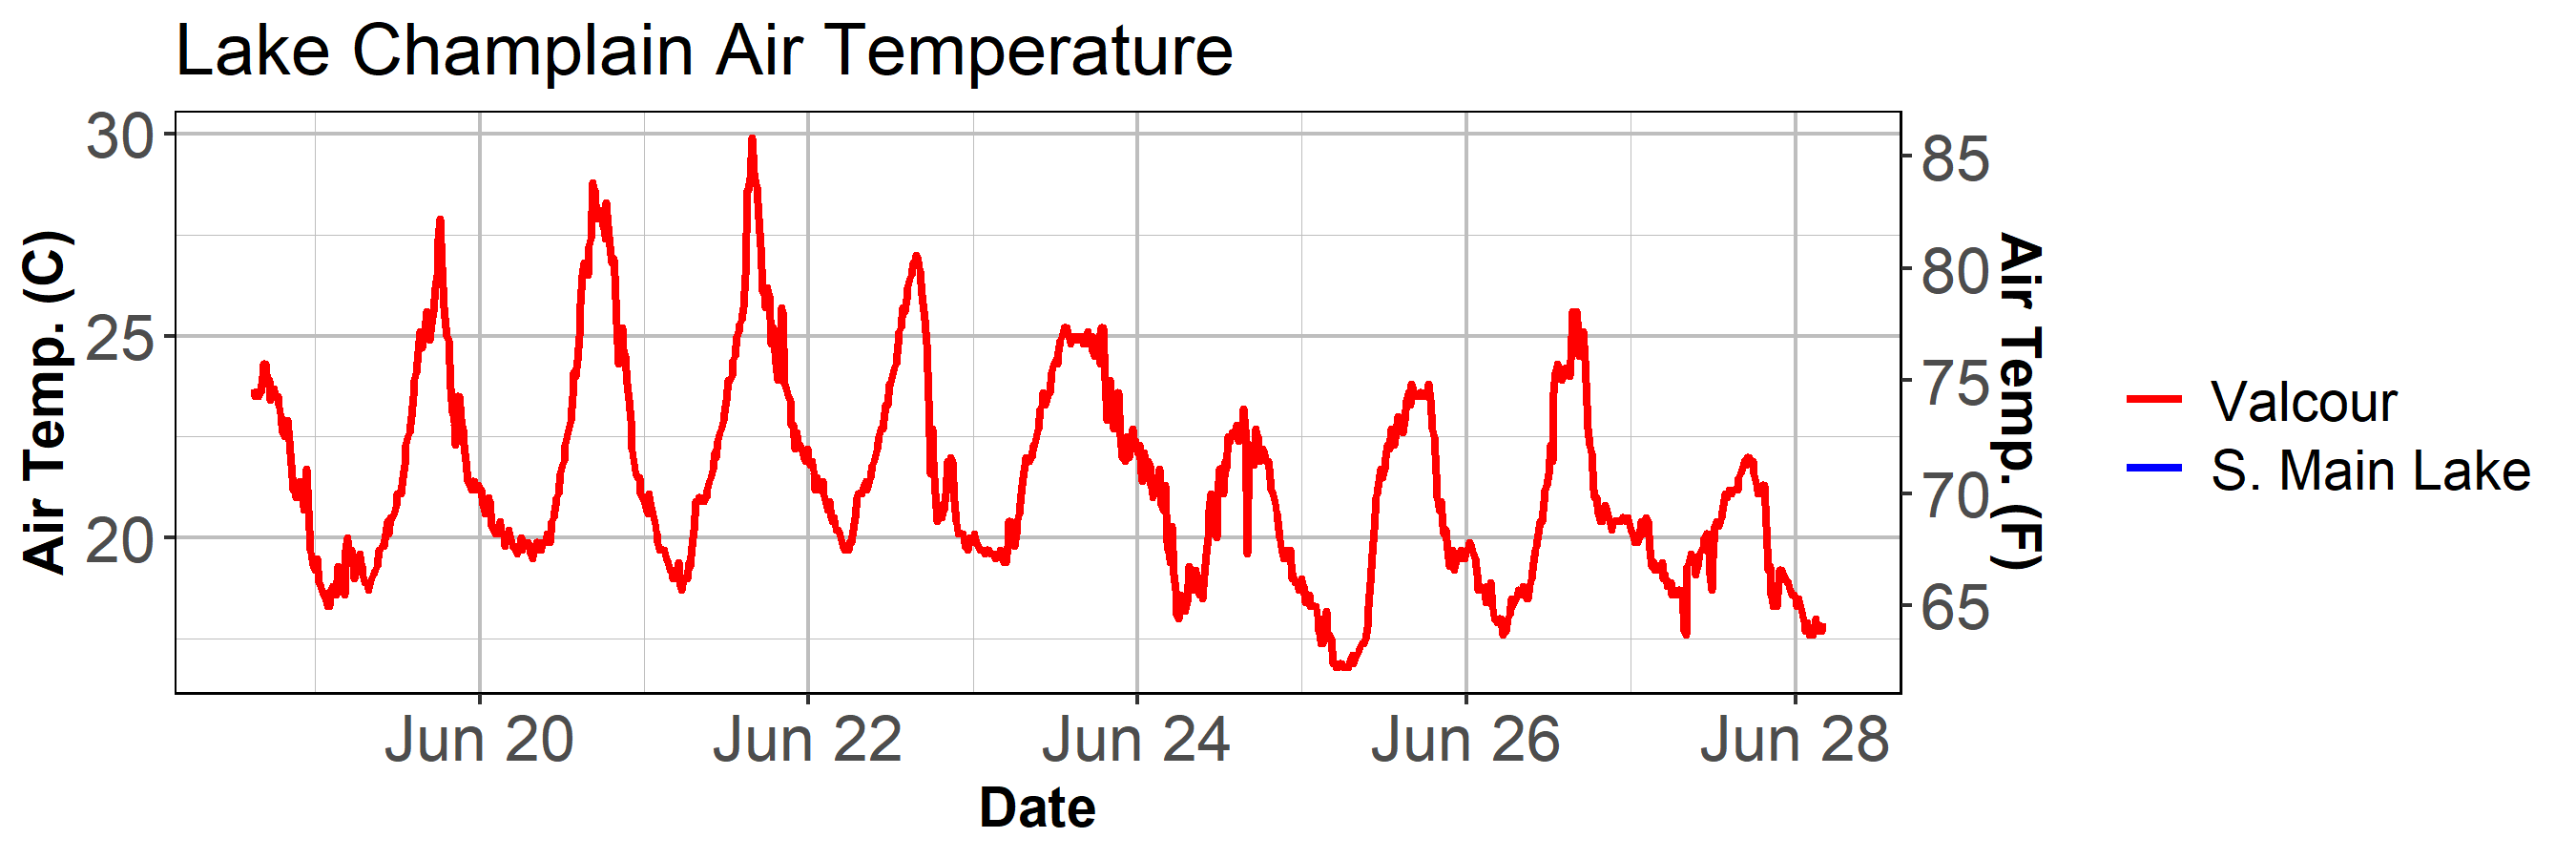 Lake Champlain Air Temperature
30
25
20
Air Temp. (C)
85
80
75
70
65
Air Temp. (F)
Jun 20
Jun 22
Jun 24
Jun 26
Jun 28
Date
Valcour
S. Main Lake